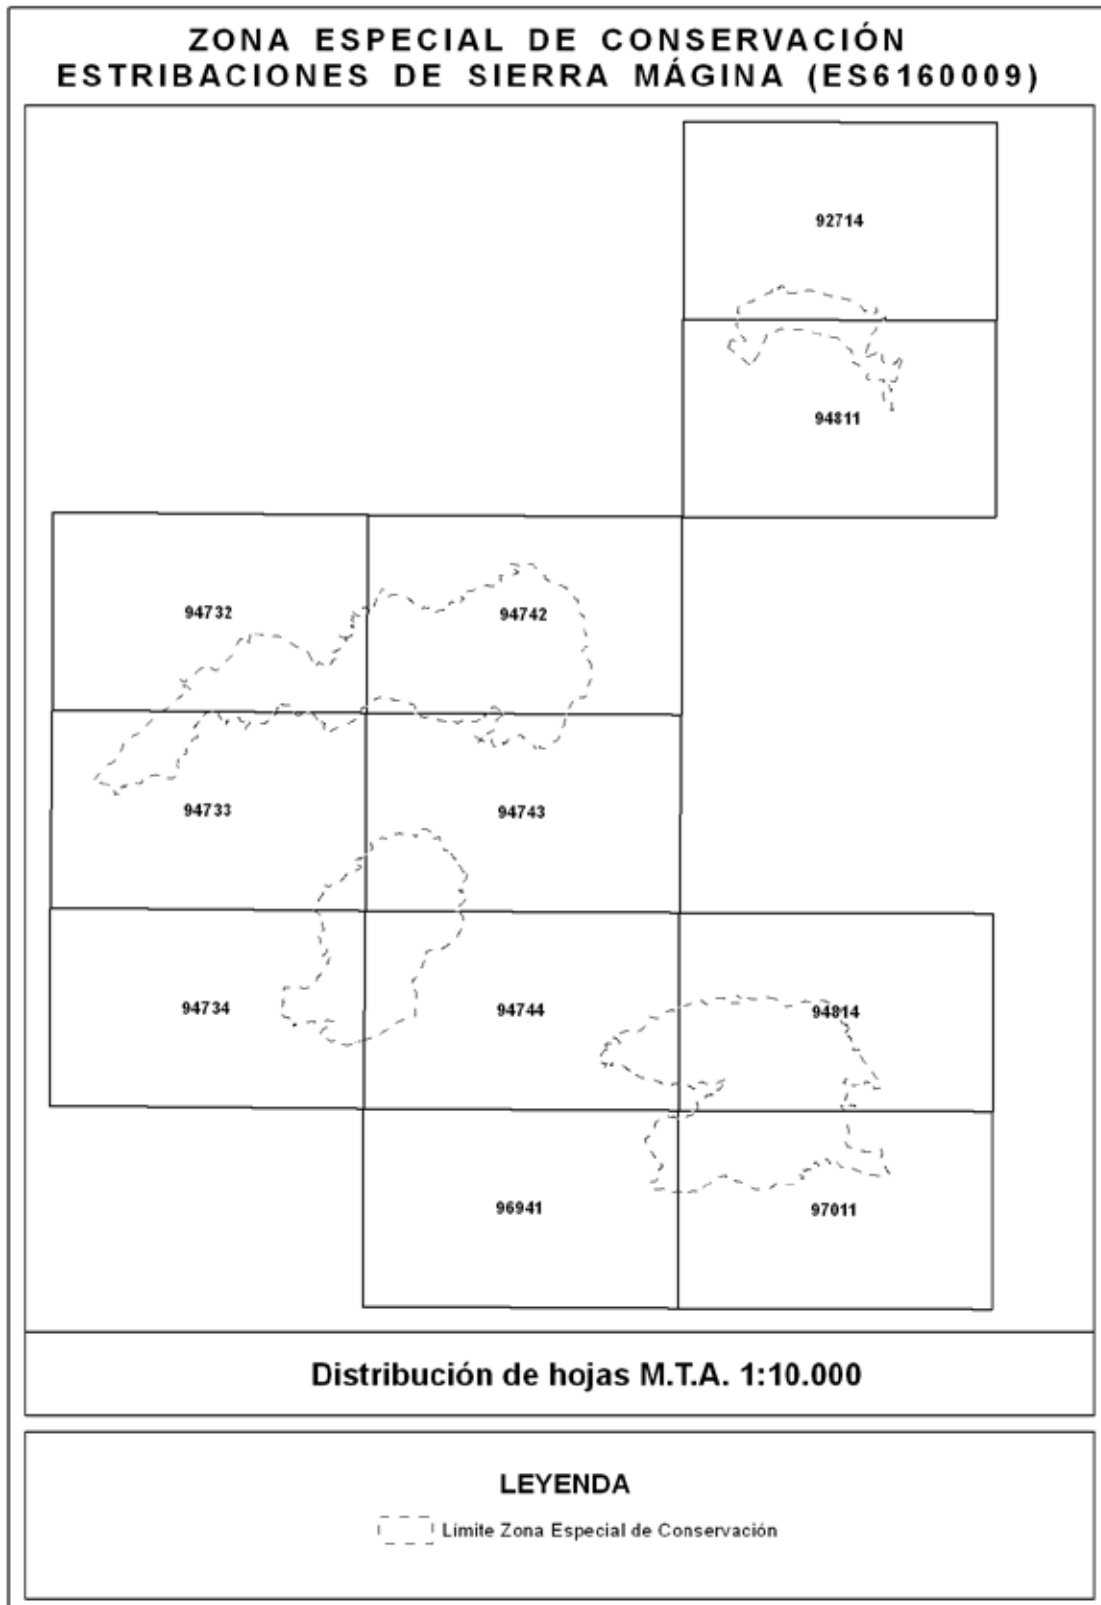 ZONA ESPECIAL DE CONSERVACIÓN
ESTRIBACIONES DE SIERRA MÁGINA (ES6160009)
92714
94811
94732
94742
94733
94743
94734
94744
94814
96941
97011
Distribución de hojas M.T.A. 1:10.000
LEYENDA
Límite Zona Especial de Conservación